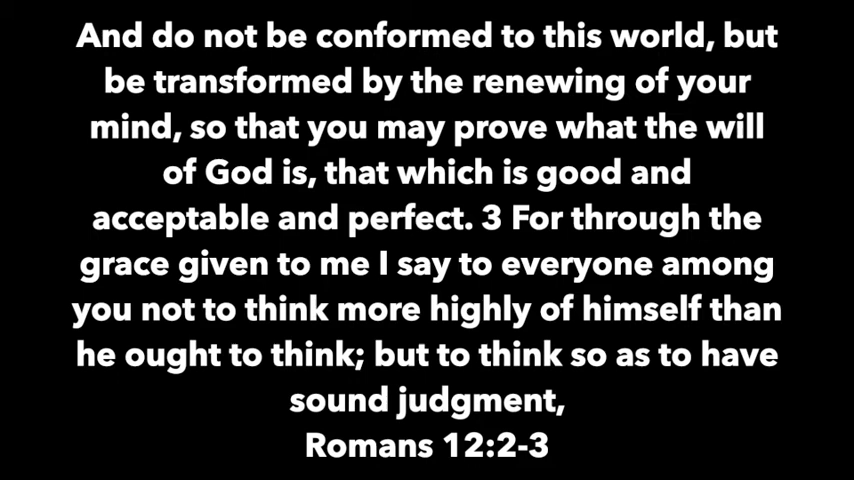 And do not be conformed to this world, but
be transformed by the renewing of your
mind, so that you may prove what the will
of God is, that which is good and
acceptable and perfect. 3 For through the
grace given to me I say to everyone among
you not to think more highly of himself than
he ought to think; but to think so as to have
sound judgment,
Romans 12:2-3